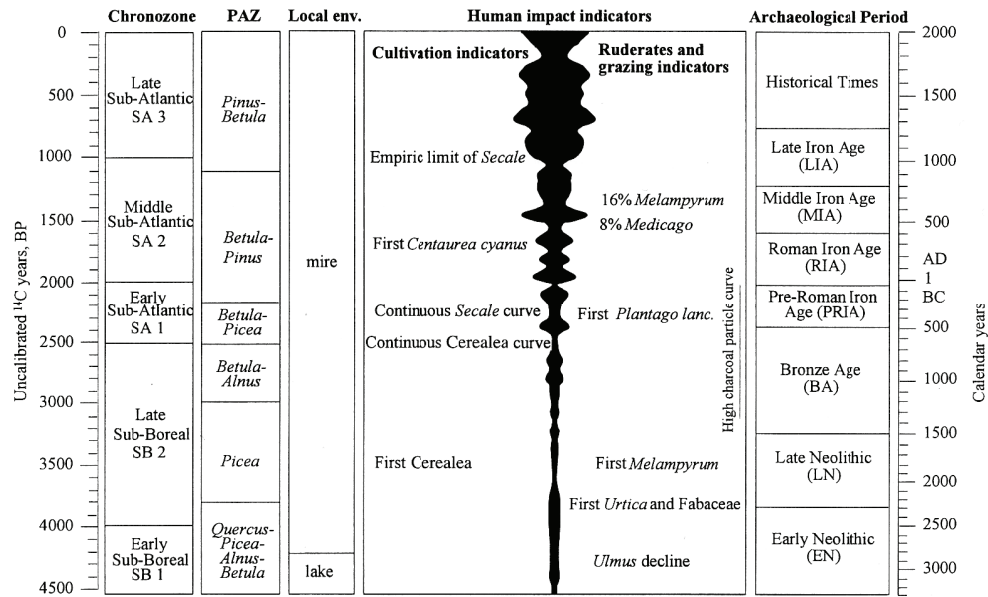 Chronozone PAZ Local env. Human impact indicators Archaeological Period
Uncalibrated ¹⁴C years, BP
0
500
1000
1500
2000
2500
3000
3500
4000
4500
Late
Sub-Atlantic
SA 3
Middle
Sub-Atlantic
SA 2
Early
Sub-Atlantic
SA 1
Late
Sub-Boreal
SB 2
Early
Sub-Boreal
SB 1
Pinus-
Betula
Betula-
Pinus
Betula-
Picea
Betula-
Alnus
Picea
Quercus-
Picea-
Alnus-
Betula
mire
lake
Cultivation indicators
Empiric limit of Secale
First Centaurea cyanus
Continuous Secale curve
Continuous Cerealea curve
First Cerealea
Ruderates and
grazing indicators
16% Melampyrum
8% Medicago
First Plantago lanc.
First Melampyrum
First Urtica and Fabaceae
Ulmus decline
High charcoal particle curve
Historical Times
Late Iron Age
(LIA)
Middle Iron Age
(MIA)
Roman Iron Age
(RIA)
Pre-Roman Iron
Age (PRIA)
Bronze Age
(BA)
Late Neolithic
(LN)
Early Neolithic
(EN)
2000
1500
1000
500
AD
1
BC
500
1000
1500
2000
2500
3000
Calendar years